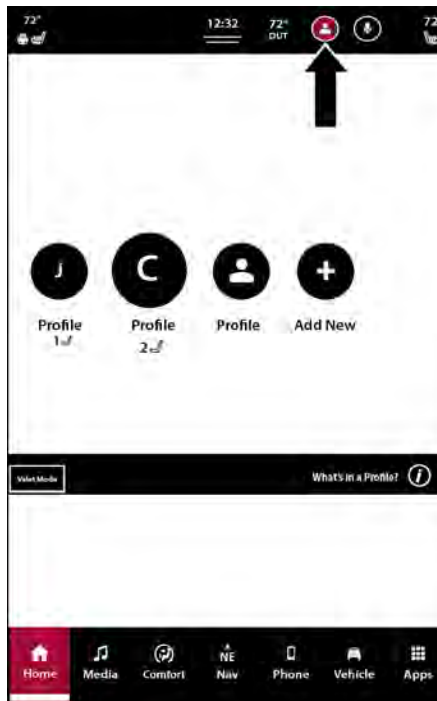 72°
12:32
72°
OUT
72
J
C
+
Profile
Profile
Profile
Add New
1
2
Valet Mode
What's in a Profile? i
NE
Home Media Comfort Nav Phone Vehicle Apps